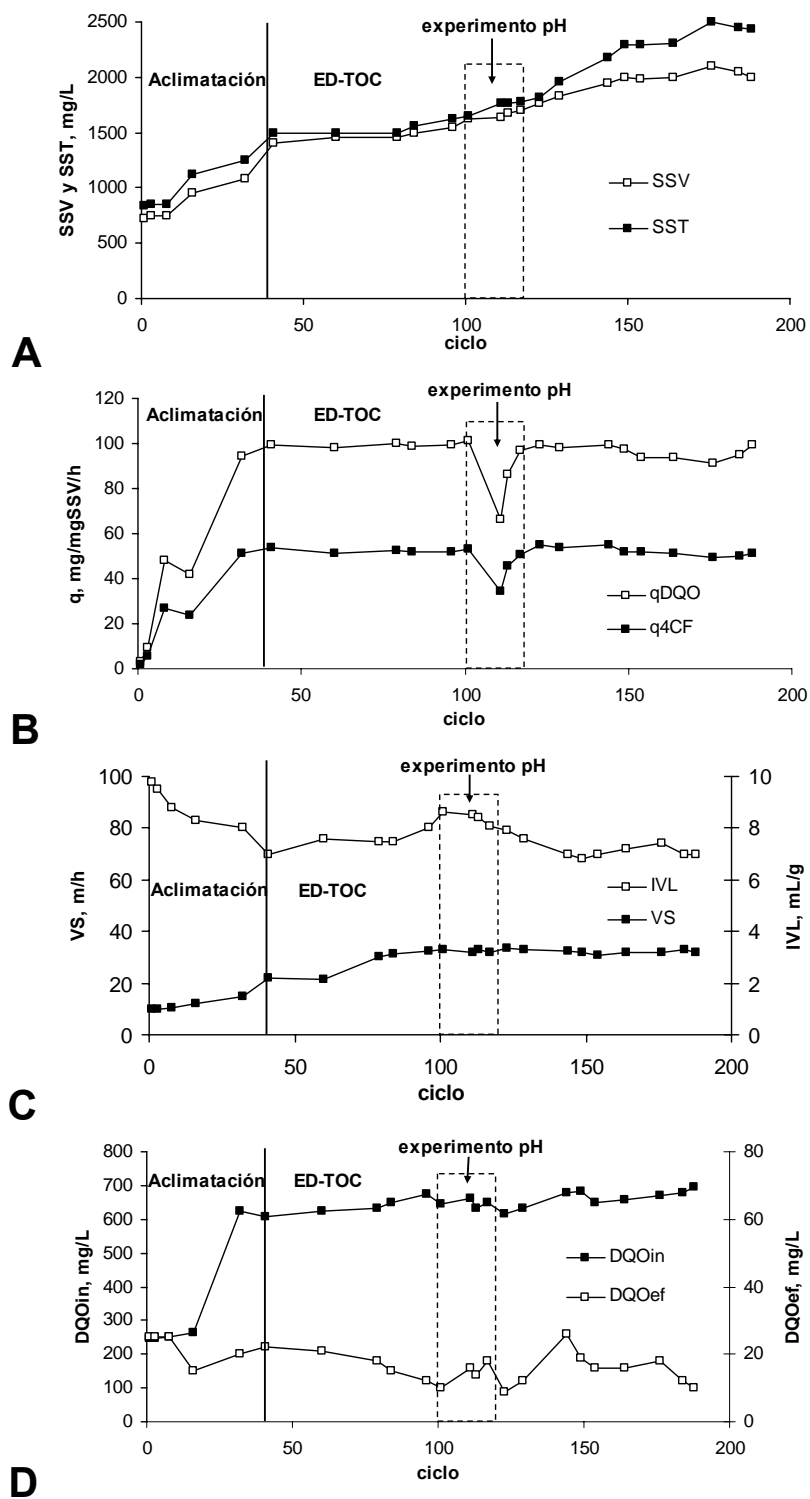 experimento pH
Aclimatación
ED-TOC
2500
2000
1500
1000
500
0
SSV y SST, mg/L
SSV
SST
0
50
100
150
200
ciclo
A
120
100
80
60
40
20
0
q, mg/mgSSV/h
experimento pH
Aclimatación
ED-TOC
qDQO
q4CF
0
50
100
150
200
ciclo
B
experimento pH
100
80
60
40
20
0
VS, m/h
10
8
6
4
2
0
IVL, mL/g
Aclimatación
ED-TOC
IVL
VS
0
50
100
150
200
ciclo
C
experimento pH
800
700
600
500
400
300
200
100
0
DQOin, mg/L
80
60
40
20
0
DQOef, mg/L
Aclimatación
ED-TOC
DQOin
DQOef
0
50
100
150
200
ciclo
D